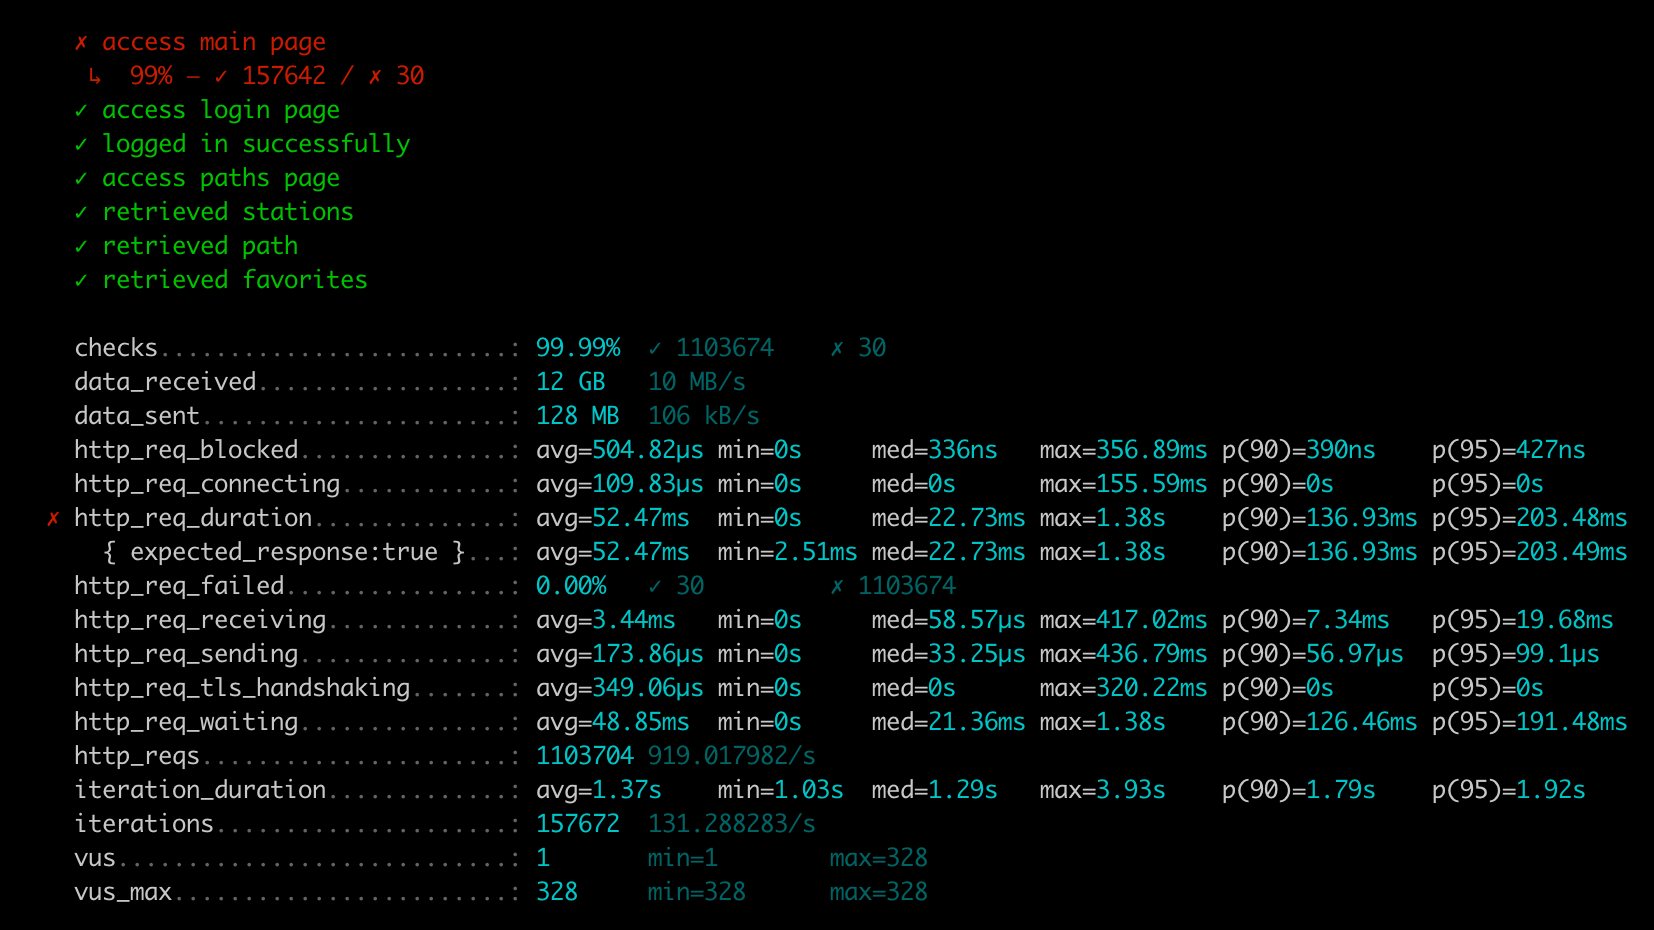 ✗ access main page
↳  99% — ✓ 157642 / ✗ 30
✓ access login page
✓ logged in successfully
✓ access paths page
✓ retrieved stations
✓ retrieved path
✓ retrieved favorites
checks.........................: 99.99%  ✓ 1103674    ✗ 30
data_received..................: 12 GB   10 MB/s
data_sent......................: 128 MB  106 kB/s
http_req_blocked...............: avg=504.82µs min=0s     med=336ns   max=356.89ms p(90)=390ns    p(95)=427ns
http_req_connecting............: avg=109.83µs min=0s     med=0s      max=155.59ms p(90)=0s       p(95)=0s
✗ http_req_duration..............: avg=52.47ms  min=0s     med=22.73ms max=1.38s    p(90)=136.93ms p(95)=203.48ms
{ expected_response:true }...: avg=52.47ms  min=2.51ms med=22.73ms max=1.38s    p(90)=136.93ms p(95)=203.49ms
http_req_failed................: 0.00%   ✓ 30         ✗ 1103674
http_req_receiving.............: avg=3.44ms   min=0s     med=58.57µs max=417.02ms p(90)=7.34ms   p(95)=19.68ms
http_req_sending...............: avg=173.86µs min=0s     med=33.25µs max=436.79ms p(90)=56.97µs  p(95)=99.1µs
http_req_tls_handshaking.......: avg=349.06µs min=0s     med=0s      max=320.22ms p(90)=0s       p(95)=0s
http_req_waiting...............: avg=48.85ms  min=0s     med=21.36ms max=1.38s    p(90)=126.46ms p(95)=191.48ms
http_reqs......................: 1103704 919.017982/s
iteration_duration.............: avg=1.37s    min=1.03s  med=1.29s   max=3.93s    p(90)=1.79s    p(95)=1.92s
iterations.....................: 157672  131.288283/s
vus............................: 1       min=1        max=328
vus_max........................: 328     min=328      max=328